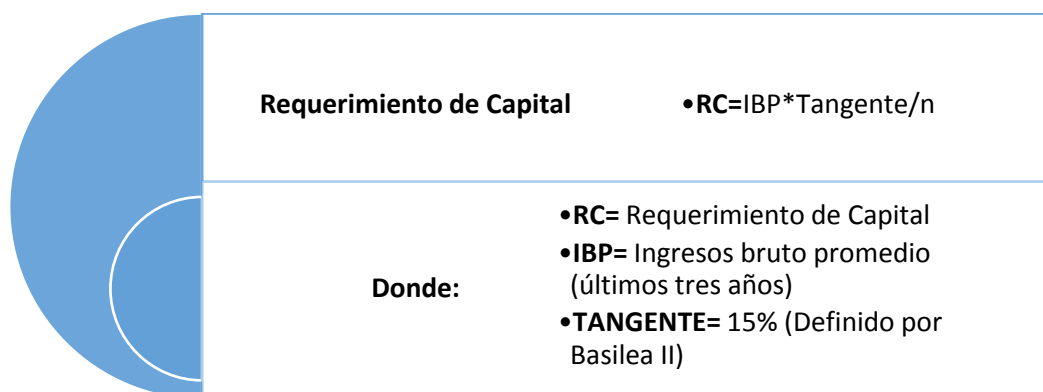 Requerimiento de Capital •RC=IBP*Tangente/n
•RC= Requerimiento de Capital
•IBP= Ingresos bruto promedio
(últimos tres años)
Donde:
•TANGENTE= 15% (Definido por
Basilea II)